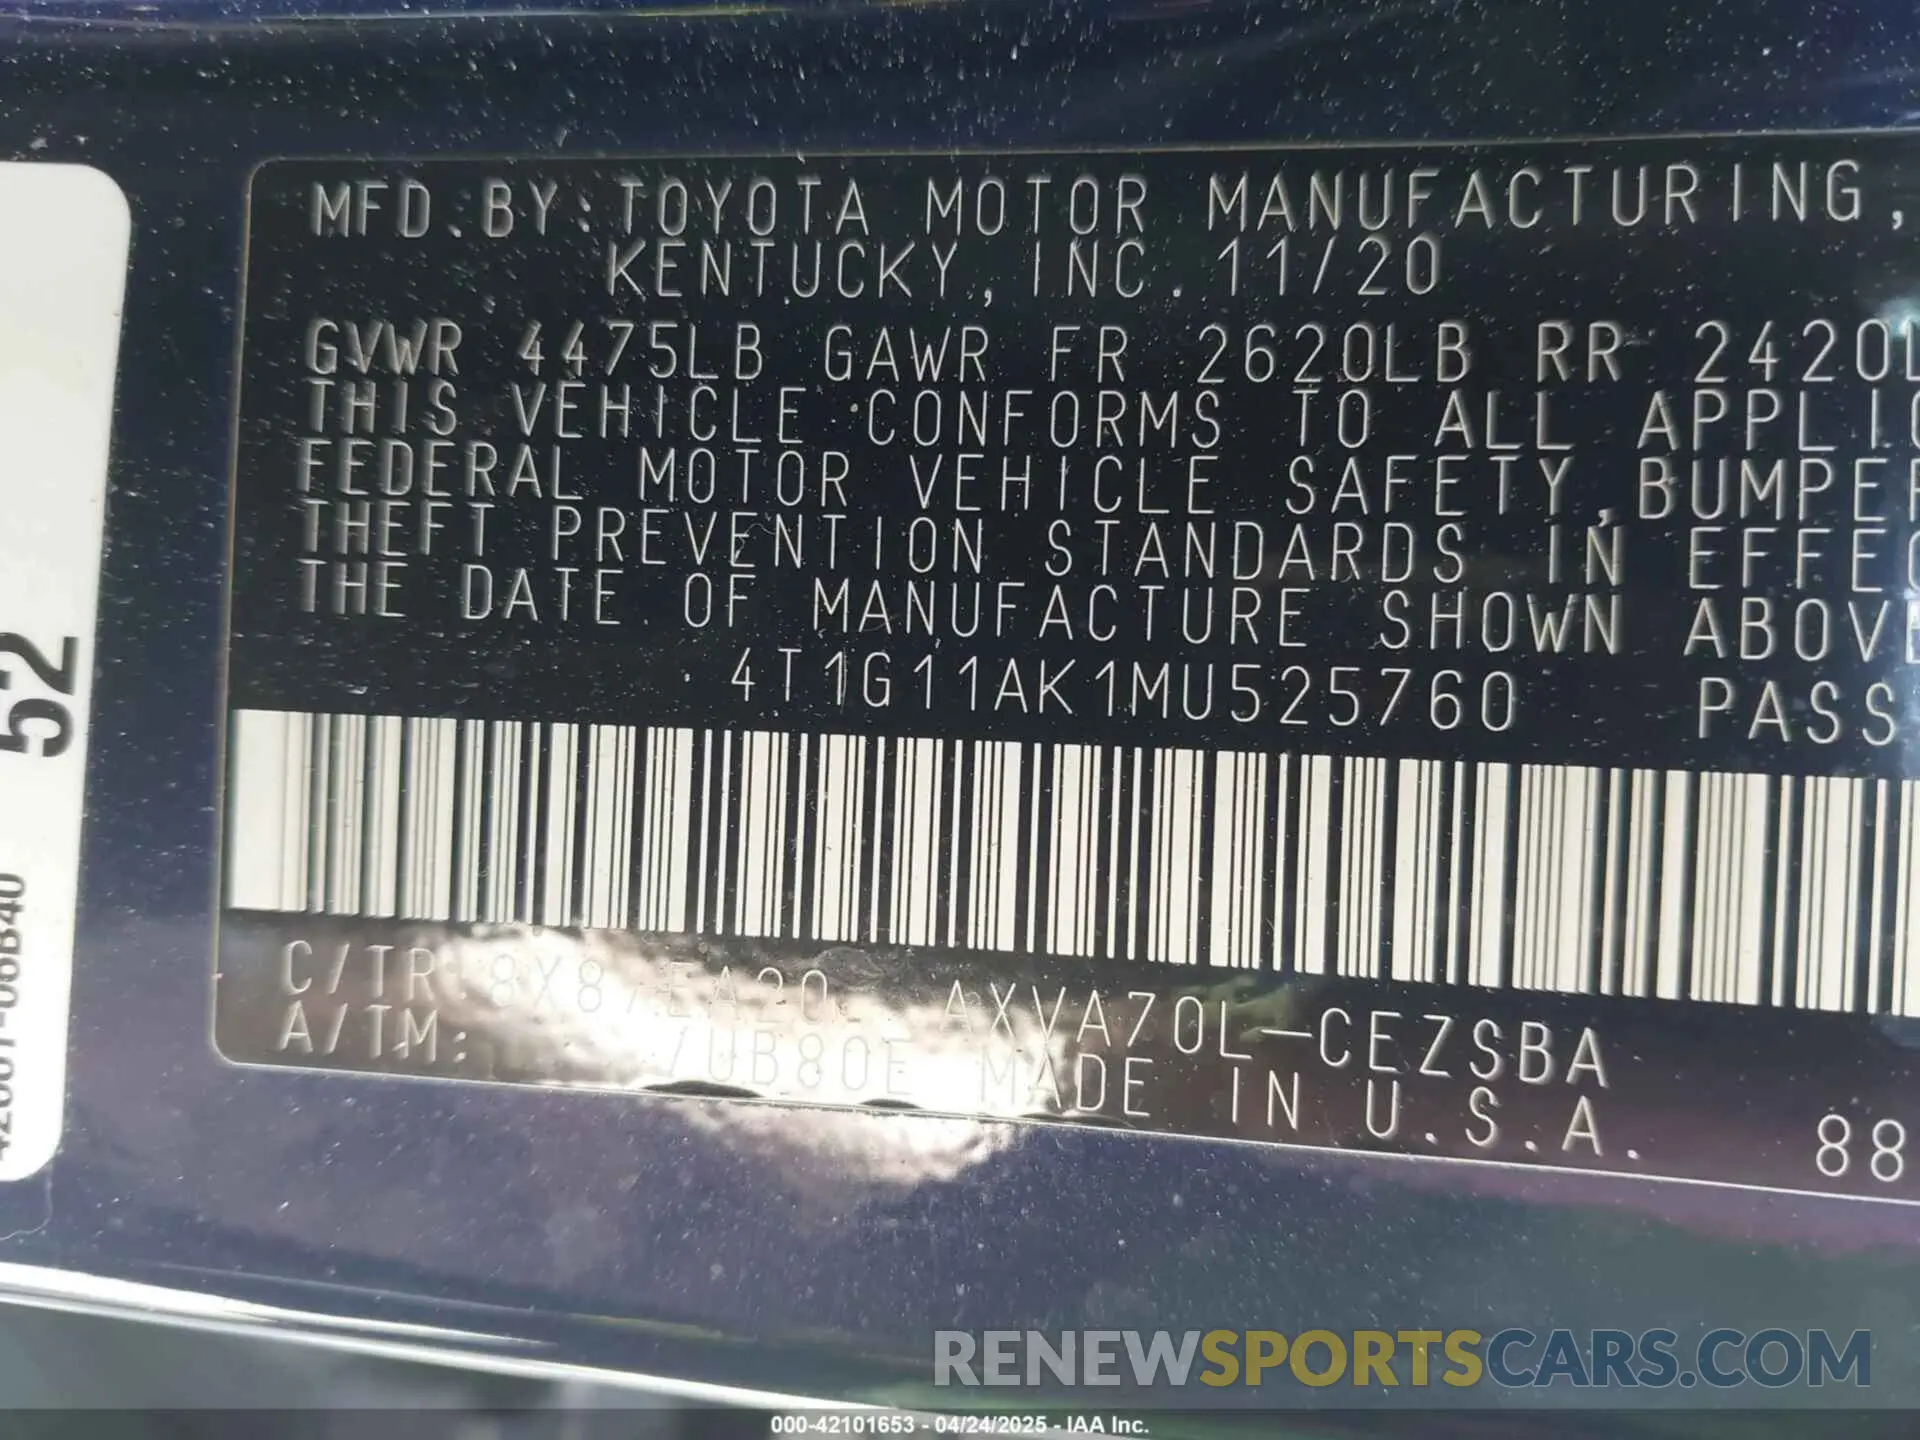 MFD.BY:TOYOTA MOTOR MANUFACTURING,
KENTUCKY, INC. 11/20
GVWR 4475LB GAWR FR 2620LB RR 2420L
THIS VEHICLE CONFORMS TO ALL APPLIC
FEDERAL MOTOR VEHICLE SAFETY,BUMPER
THEFT PREVENTION STANDARDS IN EFFEC
THE DATE OF MANUFACTURE SHOWN ABOVE
4T1G11AK1MU525760 PASS
C/TR: AXVA70L-CEZSBA
A/TM: MADE IN U.S.A. 88
52
RENEWSPORTSCARS.COM
000-42101653 - 04/24/2025 - IAA Inc.